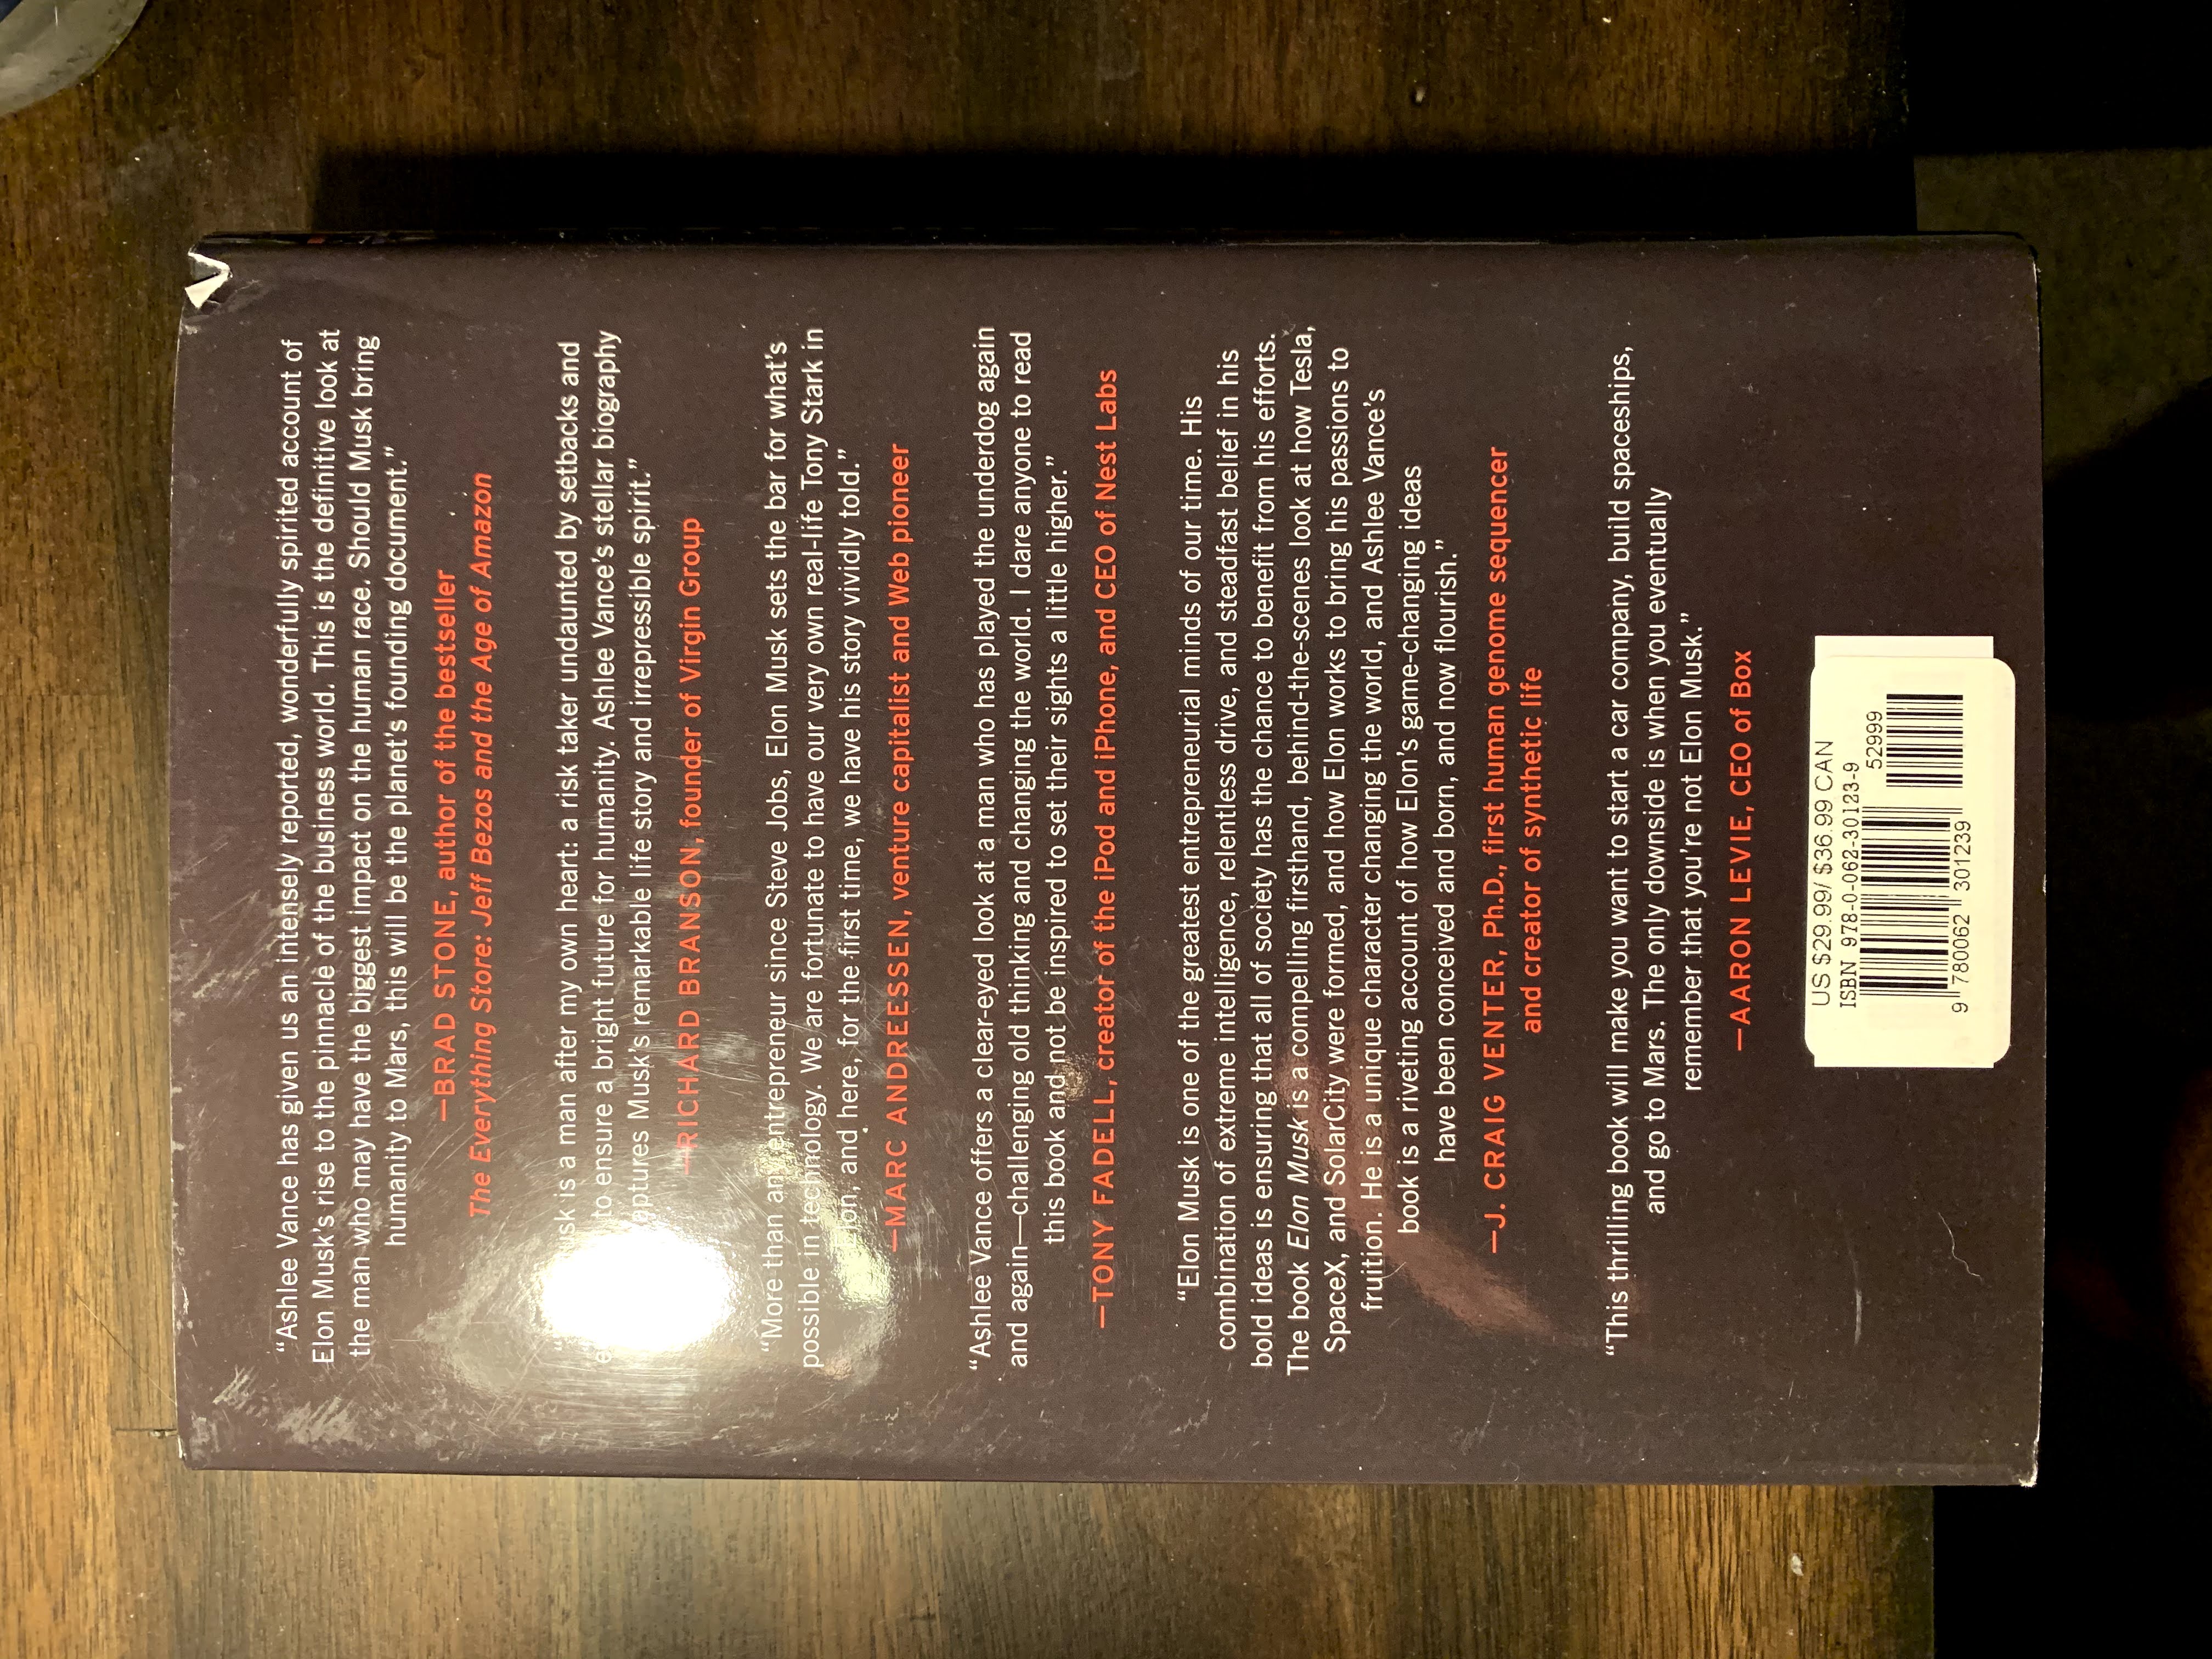 “Ashlee Vance has given us an intensely reported, wonderfully spirited account of
Elon Musk’s rise to the pinnacle of the business world. This is the definitive look at
the man who may have the biggest impact on the human race. Should Musk bring
humanity to Mars, this will be the planet’s founding document.”
—BRAD STONE, author of the bestseller
The Everything Store: Jeff Bezos and the Age of Amazon
is a man after my own heart: a risk taker undaunted by setbacks and
to ensure a bright future for humanity. Ashlee Vance’s stellar biography
Musk’s remarkable life story and irrepressible spirit.”
—RICHARD BRANSON, founder of Virgin Group
“More than any entrepreneur since Steve Jobs, Elon Musk sets the bar for what’s
possible in technology. We are fortunate to have our very own real-life Tony Stark in
Elon, and here, for the first time, we have his story vividly told.”
—MARC ANDREESSEN, venture capitalist and Web pioneer
“Ashlee Vance offers a clear-eyed look at a man who has played the underdog again
and again—challenging old thinking and changing the world. I dare anyone to read
this book and not be inspired to set their sights a little higher.”
—TONY FADELL, creator of the iPod and iPhone, and CEO of Nest Labs
“Elon Musk is one of the greatest entrepreneurial minds of our time. His
combination of extreme intelligence, relentless drive, and steadfast belief in his
bold ideas is ensuring that all of society has the chance to benefit from his efforts.
The book Elon Musk is a compelling firsthand, behind-the-scenes look at how Tesla,
SpaceX, and SolarCity were formed, and how Elon works to bring his passions to
fruition. He is a unique character changing the world, and Ashlee Vance’s
book is a riveting account of how Elon’s game-changing ideas
have been conceived and born, and now flourish.”
—J. CRAIG VENTER, Ph.D., first human genome sequencer
and creator of synthetic life
“This thrilling book will make you want to start a car company, build spaceships,
and go to Mars. The only downside is when you eventually
remember that you’re not Elon Musk.”
—AARON LEVIE, CEO of Box
US $29.99/ $36.99 CAN
ISBN 978-0-062-30123-9
52999
9 780062 301239